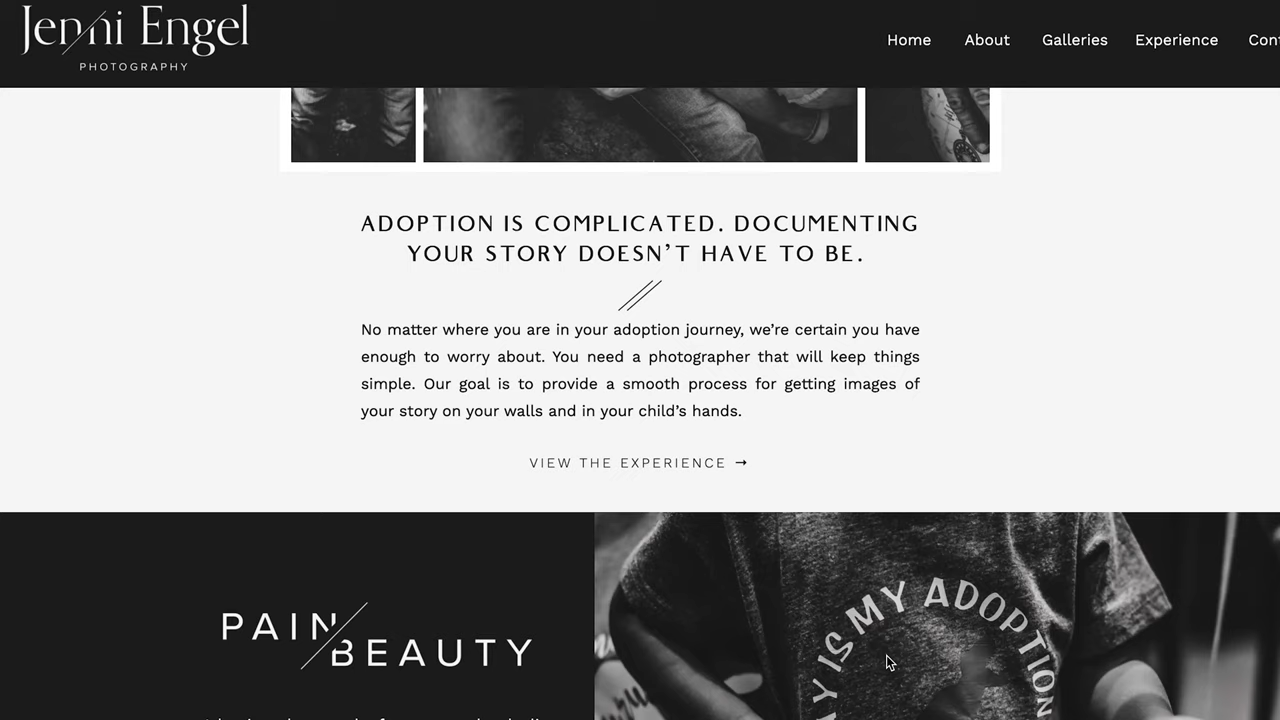 Jenni Engel
PHOTOGRAPHY
Home About Galleries Experience
ADOPTION IS COMPLICATED. DOCUMENTING
YOUR STORY DOESN'T HAVE TO BE.
No matter where you are in your adoption journey, we're certain you have
enough to worry about. You need a photographer that will keep things
simple. Our goal is to provide a smooth process for getting images of
your story on your walls and in your child's hands.
VIEW THE EXPERIENCE →
PAIN
BEAUTY
IS MY ADOPTION